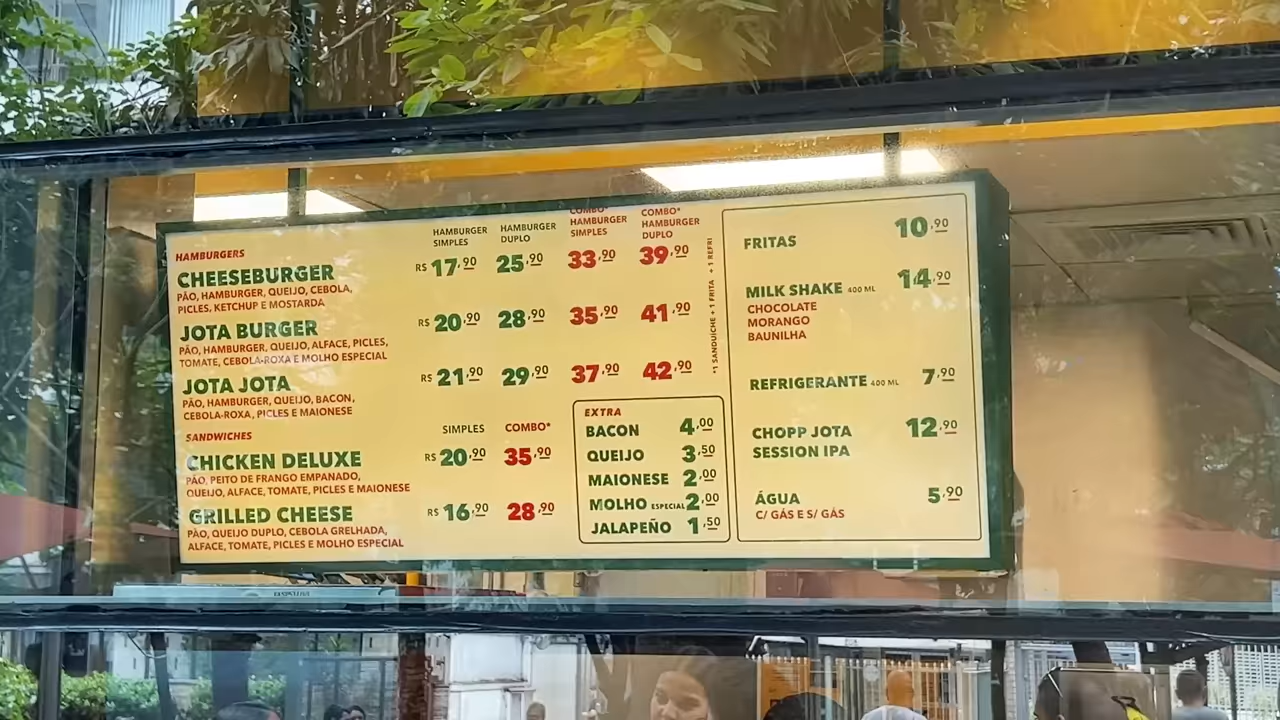 HAMBURGERS
HAMBURGER SIMPLES
HAMBURGER DUPLO
COMBO* HAMBURGER SIMPLES
COMBO* HAMBURGER DUPLO
CHEESEBURGER
R$ 17,90 25,90 33,90 39,90
PÃO, HAMBURGER, QUEIJO, CEBOLA,
PICLES, KETCHUP E MOSTARDA
JOTA BURGER
R$ 20,90 28,90 35,90 41,90
PÃO, HAMBURGER, QUEIJO, ALFACE, PICLES,
TOMATE, CEBOLA-ROXA E MOLHO ESPECIAL
JOTA JOTA
R$ 21,90 29,90 37,90 42,90
PÃO, HAMBURGER, QUEIJO, BACON,
CEBOLA-ROXA, PICLES E MAIONESE
*1 SANDUÍCHE + 1 FRITA + 1 REFRI
SANDWICHES
SIMPLES COMBO*
CHICKEN DELUXE
R$ 20,90 35,90
PÃO, PEITO DE FRANGO EMPANADO,
QUEIJO, ALFACE, TOMATE, PICLES E MAIONESE
GRILLED CHEESE
R$ 16,90 28,90
PÃO, QUEIJO DUPLO, CEBOLA GRELHADA,
ALFACE, TOMATE, PICLES E MOLHO ESPECIAL
EXTRA
BACON 4,00
QUEIJO 3,50
MAIONESE 2,00
MOLHO ESPECIAL 2,00
JALAPEÑO 1,50
FRITAS 10,90
MILK SHAKE 400 ML 14,90
CHOCOLATE
MORANGO
BAUNILHA
REFRIGERANTE 400 ML 7,90
CHOPP JOTA 12,90
SESSION IPA
ÁGUA 5,90
C/ GÁS E S/ GÁS